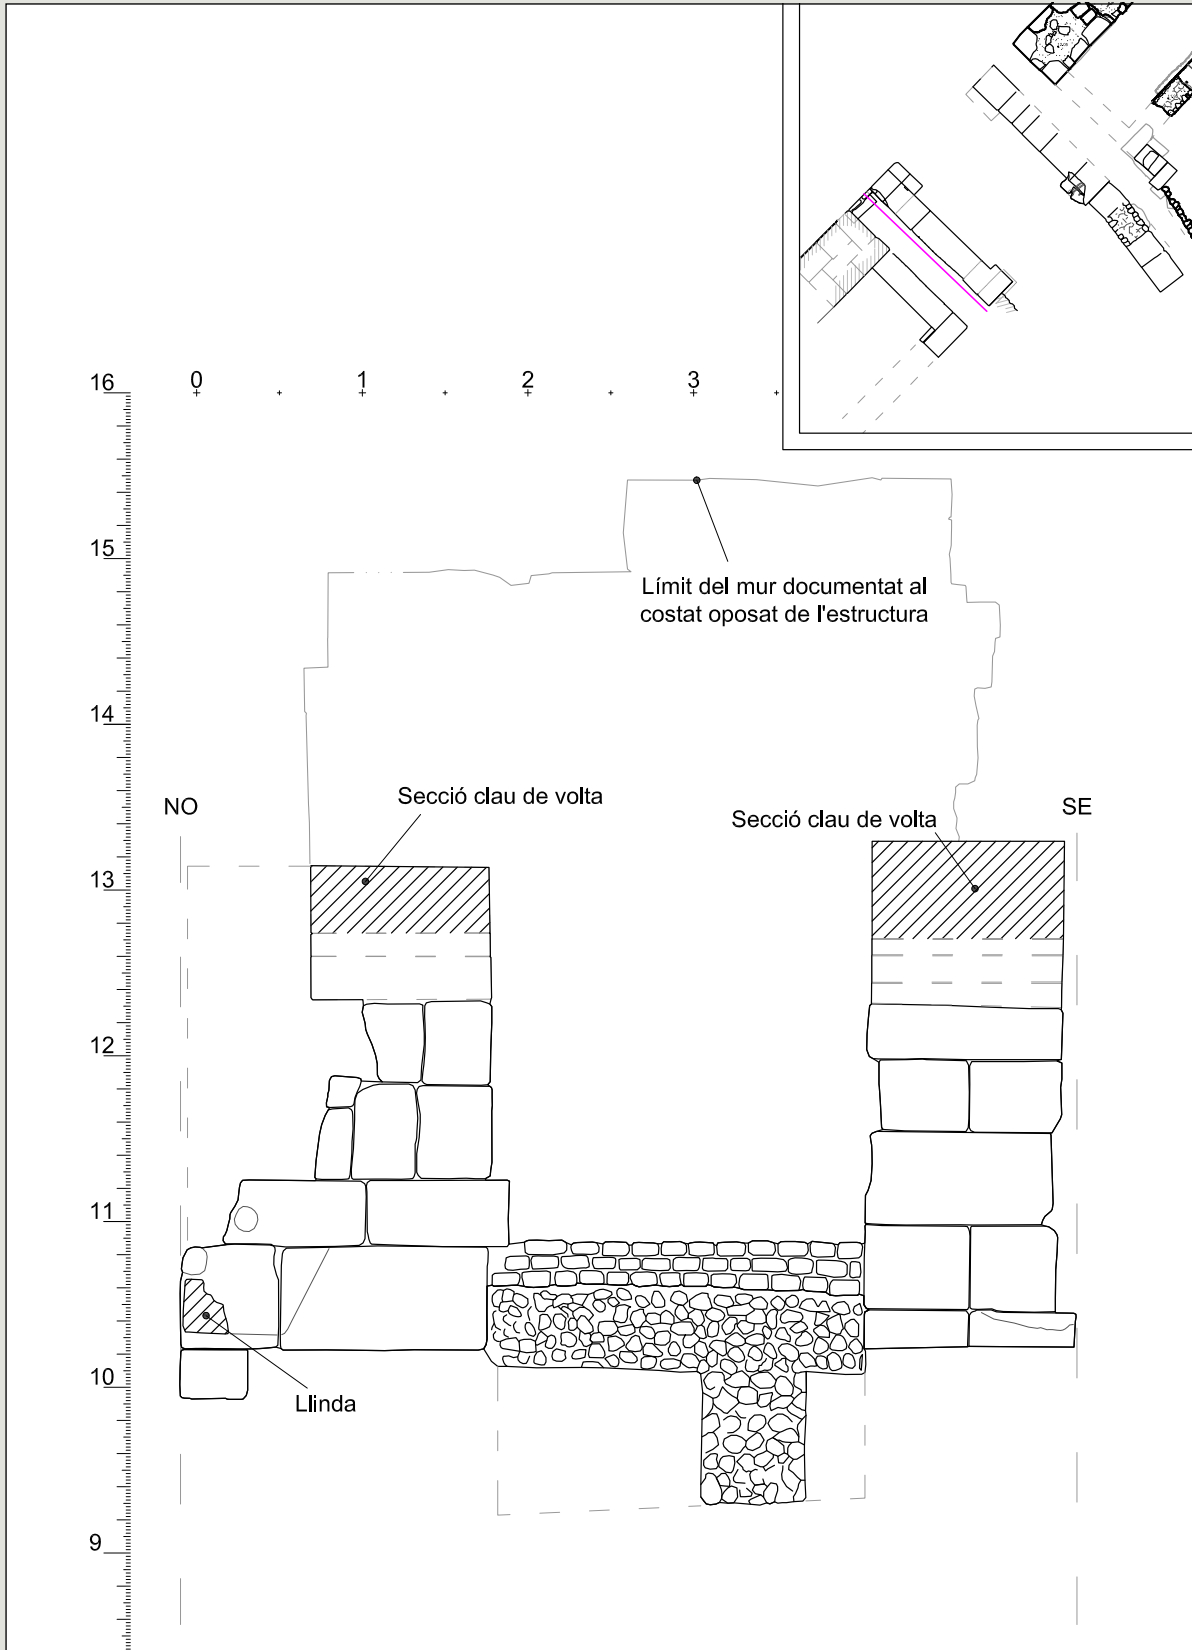 16
0 1 2 3
15
Límit del mur documentat al
costat oposat de l'estructura
14
Secció clau de volta
NO
Secció clau de volta
SE
13
12
11
10
Llinda
9